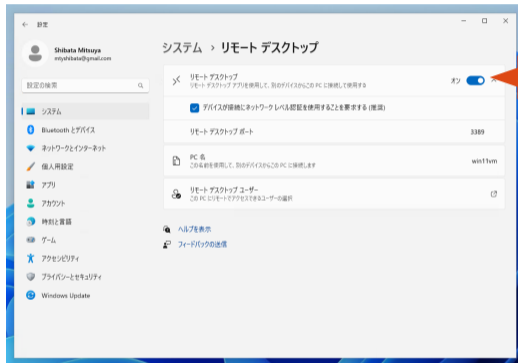 ← 設定
Shibata Mitsuya
mtyshibata@gmail.com
設定の検索
システム
Bluetooth とデバイス
ネットワークとインターネット
個人用設定
アプリ
アカウント
時刻と言語
ゲーム
アクセシビリティ
プライバシーとセキュリティ
Windows Update
システム › リモート デスクトップ
リモート デスクトップ
リモート デスクトップ アプリを使用して、別のデバイスからこの PC に接続して使用する
オン
デバイスが接続にネットワーク レベル認証を使用することを要求する (推奨)
リモート デスクトップ ポート
3389
PC 名
この名前を使用して、別のデバイスからこの PC に接続します
win11vm
リモート デスクトップ ユーザー
この PC にリモートでアクセスできるユーザーの選択
ヘルプを表示
フィードバックの送信